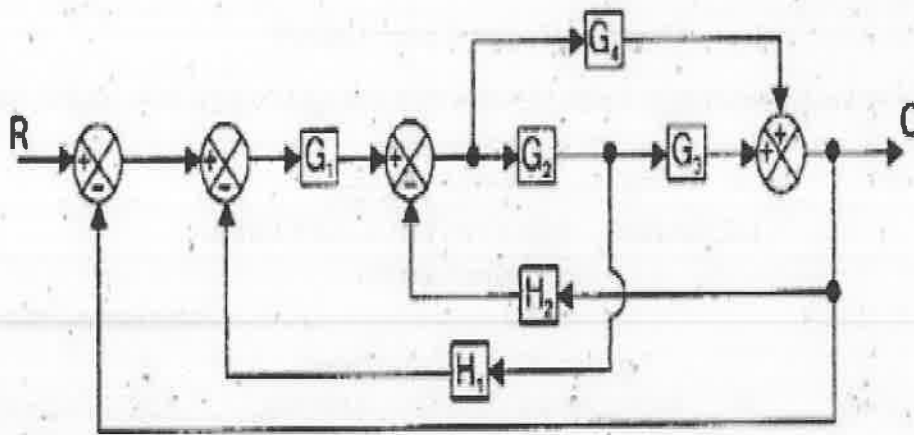 G₄
R + - + - G₁ + - G₂ G₃ + + C
H₂
H₁